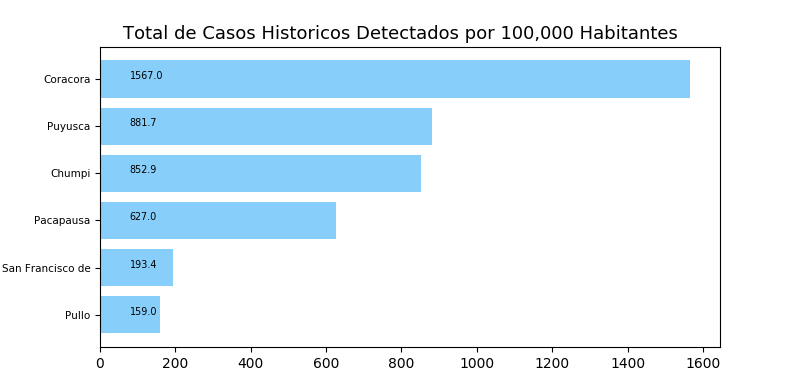 Total de Casos Historicos Detectados por 100,000 Habitantes
Coracora 1567.0
Puyusca 881.7
Chumpi 852.9
Pacapausa 627.0
San Francisco de 193.4
Pullo 159.0
0 200 400 600 800 1000 1200 1400 1600